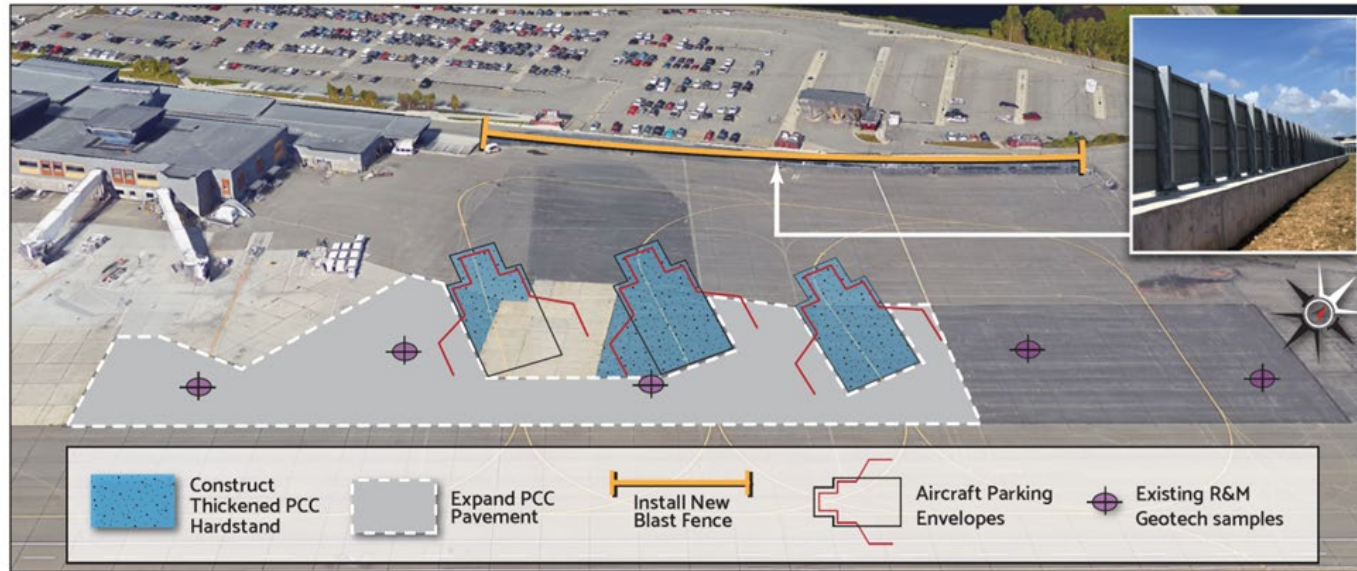 Construct
Thickened PCC
Hardstand
Expand PCC
Pavement
Install New
Blast Fence
Aircraft Parking
Envelopes
Existing R&M
Geotech samples